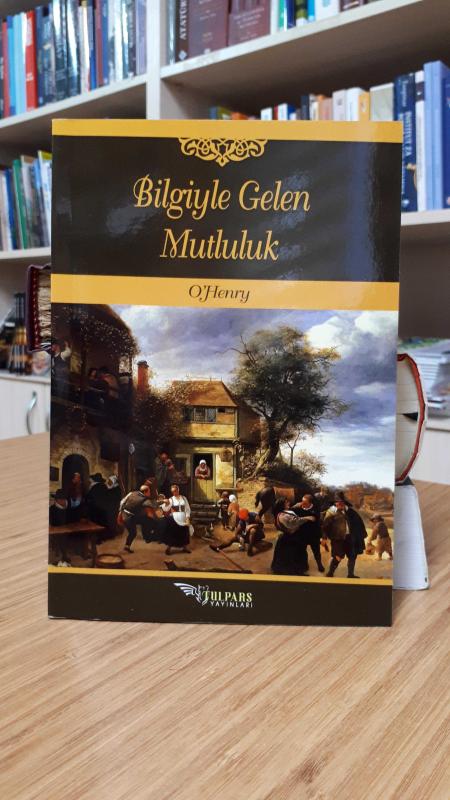 Bilgiyle Gelen
Mutluluk
O'Henry
TULPARS
YAYINLARI